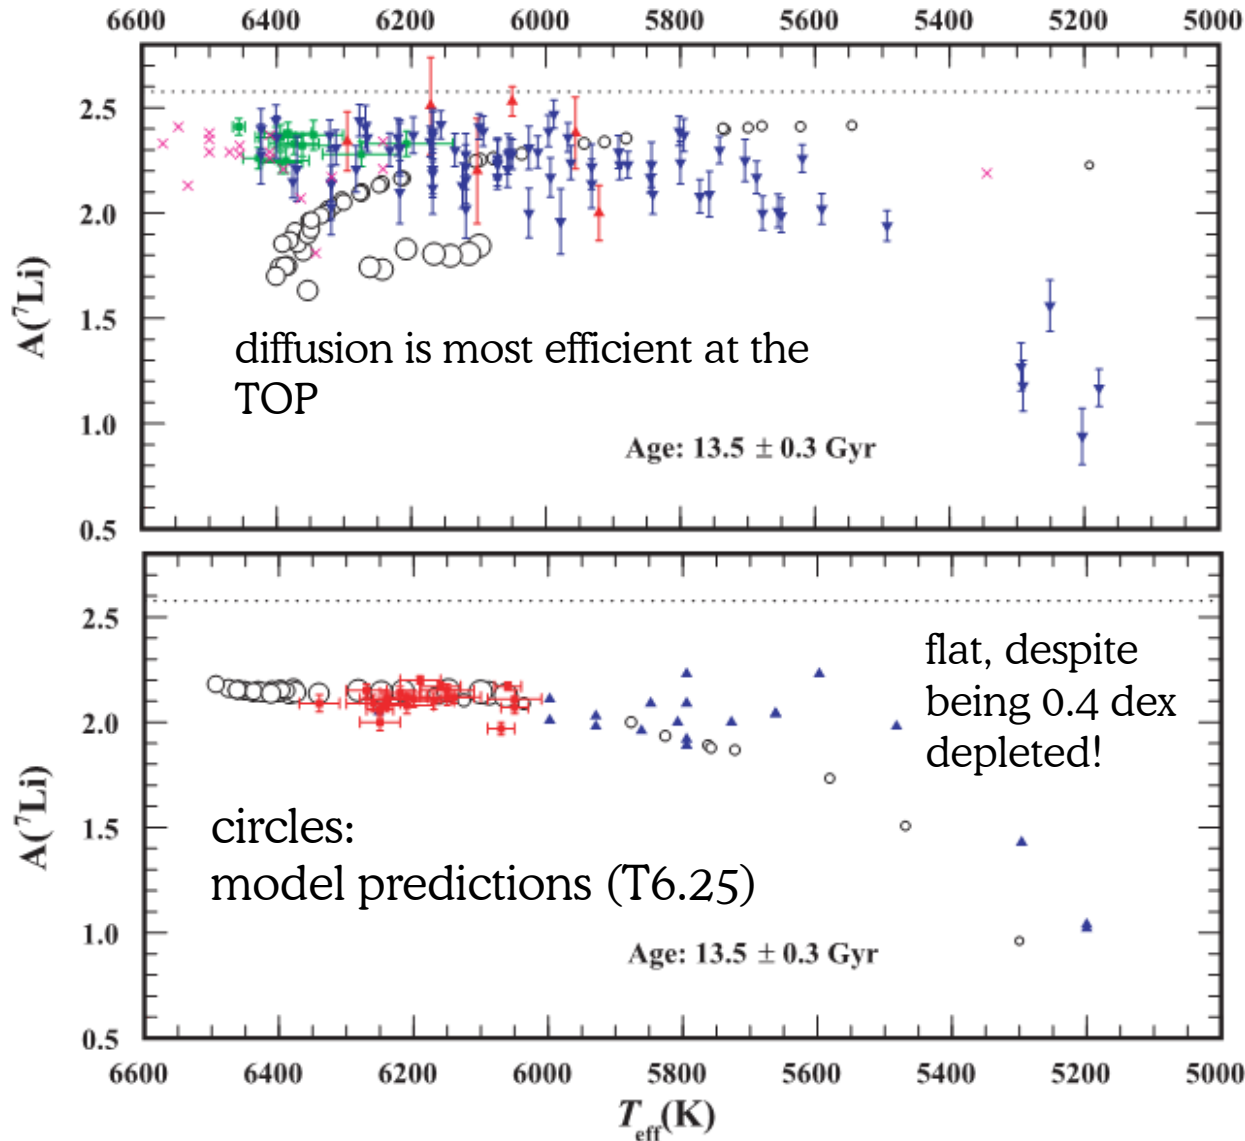 6600 6400 6200 6000 5800 5600 5400 5200 5000
2.5
2.0
1.5
1.0
0.5
A(⁷Li)
diffusion is most efficient at the
TOP
Age: 13.5 ± 0.3 Gyr
2.5
2.0
1.5
1.0
0.5
A(⁷Li)
flat, despite
being 0.4 dex
depleted!
circles:
model predictions (T6.25)
Age: 13.5 ± 0.3 Gyr
6600 6400 6200 6000 5800 5600 5400 5200 5000
T_eff(K)